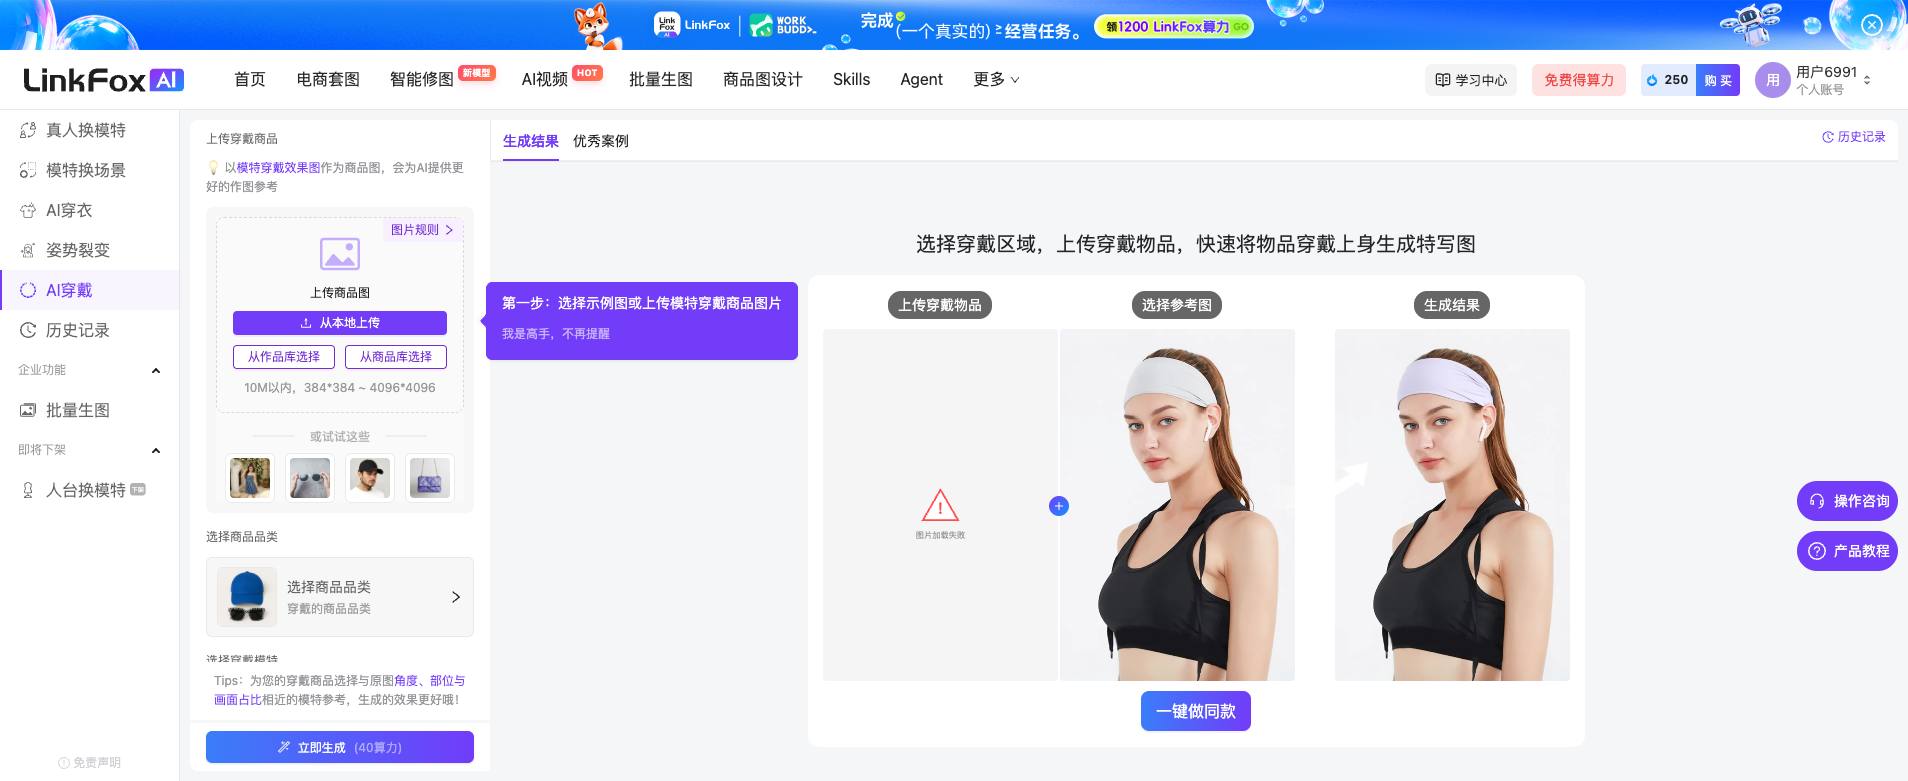 Link Fox AI LinkFox WORK BUDD>_ 完成 (一个真实的) ≥ 经营任务。 领1200 LinkFox算力 GO
LinkFox AI 首页 电商套图 智能修图 新模型 AI视频 HOT 批量生图 商品图设计 Skills Agent 更多 学习中心 免费得算力 250 购买 用 用户6991
个人账号
真人换模特
模特换场景
AI穿衣
姿势裂变
AI穿戴
历史记录
企业功能
批量生图
即将下架
人台换模特 下架
免责声明
上传穿戴商品
以模特穿戴效果图作为商品图，会为AI提供更
好的作图参考
图片规则
上传商品图
从本地上传
从作品库选择 从商品库选择
10M以内，384*384 ~ 4096*4096
或试试这些
选择商品品类
选择商品品类
穿戴的商品品类
选择穿戴模特
Tips：为您的穿戴商品选择与原图角度、部位与
画面占比相近的模特参考，生成的效果更好哦！
立即生成 (40算力)
生成结果 优秀案例 历史记录
第一步：选择示例图或上传模特穿戴商品图片
我是高手，不再提醒
选择穿戴区域，上传穿戴物品，快速将物品穿戴上身生成特写图
上传穿戴物品 选择参考图 生成结果
图片加载失败
一键做同款
操作咨询
产品教程